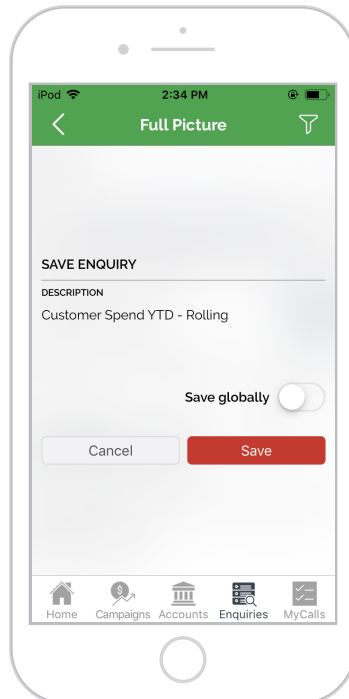 iPod 2:34 PM
Full Picture
SAVE ENQUIRY
DESCRIPTION
Customer Spend YTD - Rolling
Save globally
Cancel Save
Home Campaigns Accounts Enquiries MyCalls